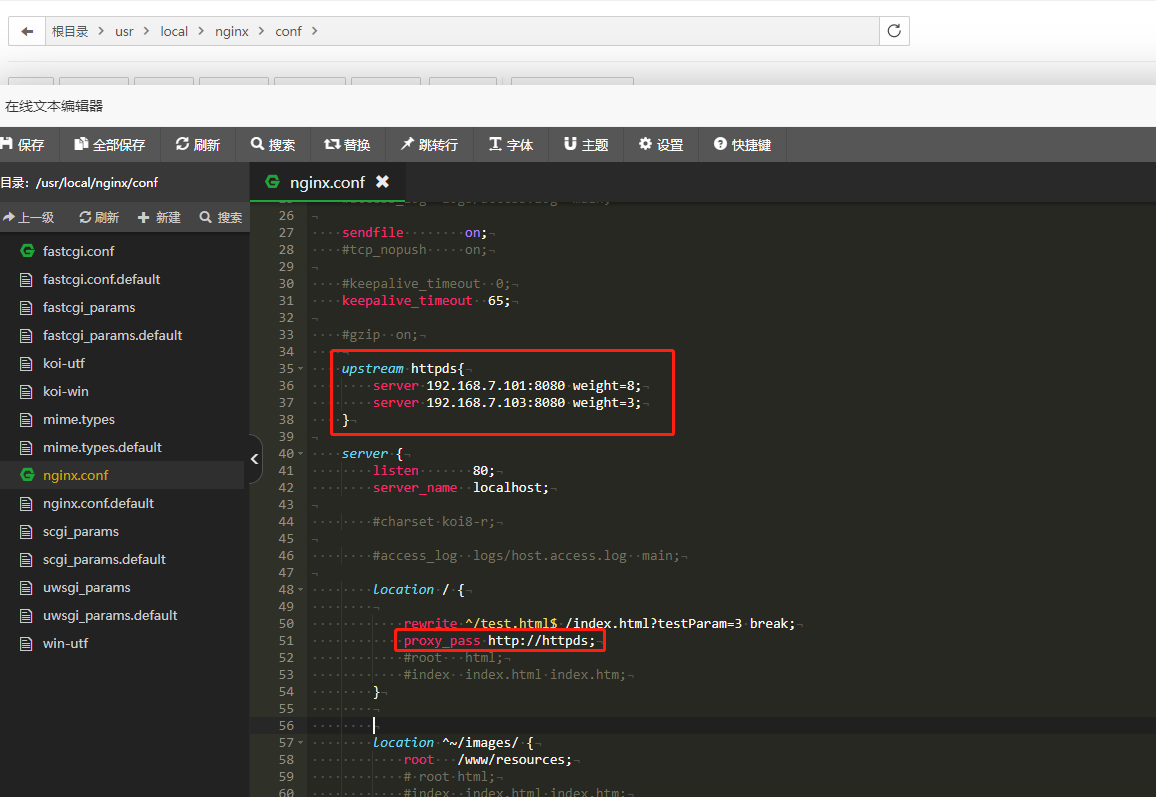 根目录 usr local nginx conf
在线文本编辑器
保存 全部保存 刷新 搜索 替换 跳转行 字体 主题 设置 快捷键
目录: /usr/local/nginx/conf
nginx.conf
上一级 刷新 新建 搜索
fastcgi.conf
fastcgi.conf.default
fastcgi_params
fastcgi_params.default
koi-utf
koi-win
mime.types
mime.types.default
nginx.conf
nginx.conf.default
scgi_params
scgi_params.default
uwsgi_params
uwsgi_params.default
win-utf
26
27 sendfile on;
28 #tcp_nopush on;
29
30 #keepalive_timeout 0;
31 keepalive_timeout 65;
32
33 #gzip on;
34
35 upstream httpds{
36 server 192.168.7.101:8080 weight=8;
37 server 192.168.7.103:8080 weight=3;
38 }
39
40 server {
41 listen 80;
42 server_name localhost;
43
44 #charset koi8-r;
45
46 #access_log logs/host.access.log main;
47
48 location / {
49
50 rewrite ^/test.html$ /index.html?testParam=3 break;
51 proxy_pass http://httpds;
52 #root html;
53 #index index.html index.htm;
54 }
55
56
57 location ^~/images/ {
58 root /www/resources;
59 # root html;
60 #index index.html index.htm;